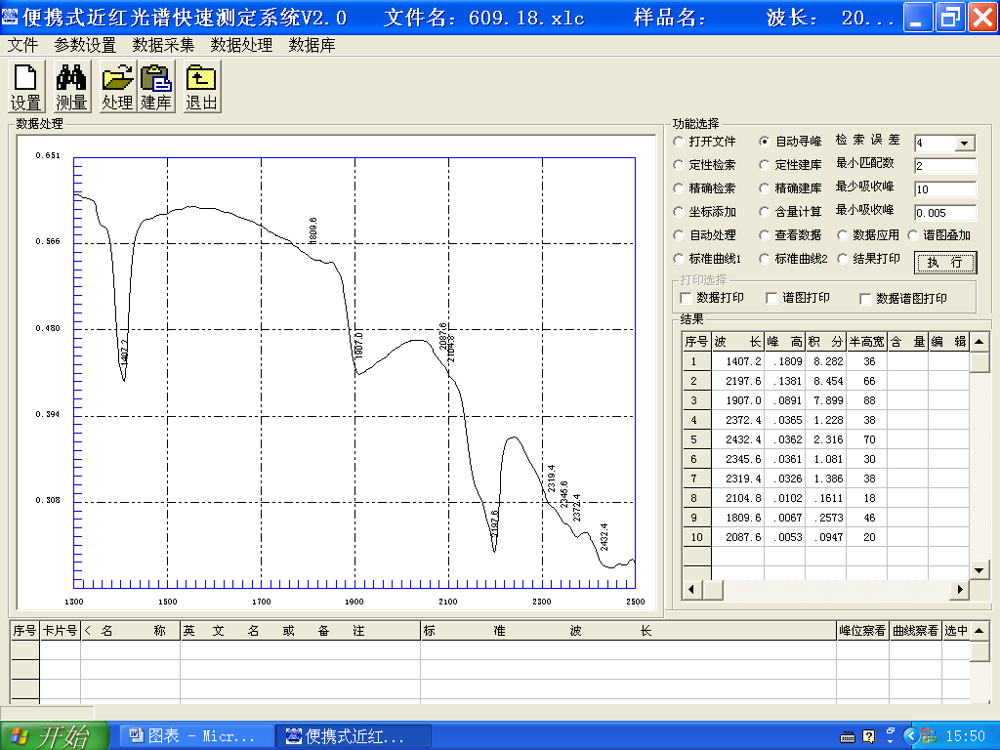 便携式近红光谱快速测定系统V2.0 文件名: 609.18.xlc 样品名: 波长: 20...
文件 参数设置 数据采集 数据处理 数据库
设置 测量 处理 建库 退出
数据处理
0.651
0.566
0.480
0.394
0.308
1300 1500 1700 1900 2100 2300 2500
1407.2
1809.6
1907.0
2087.6
2104.8
2197.6
2319.4
2345.6
2372.4
2432.4
功能选择
打开文件 自动寻峰 检索误差 4
定性检索 定性建库 最小匹配数 2
精确检索 精确建库 最少吸收峰 10
坐标添加 含量计算 最小吸收峰 0.005
自动处理 查看数据 数据应用 谱图叠加
标准曲线1 标准曲线2 结果打印 执 行
打印选择
数据打印 谱图打印 数据谱图打印
结果
序号 波 长 峰 高 积 分 半高宽 含 量 编 辑
1 1407.2 .1809 8.282 36
2 2197.6 .1381 8.454 66
3 1907.0 .0891 7.899 88
4 2372.4 .0365 1.228 38
5 2432.4 .0362 2.316 70
6 2345.6 .0361 1.081 30
7 2319.4 .0326 1.386 38
8 2104.8 .0102 .1611 18
9 1809.6 .0067 .2573 46
10 2087.6 .0053 .0947 20
序号 卡片号 < 名 称 英 文 名 或 备 注 标 准 波 长 峰位察看 曲线察看 选中
开始 图表 - Micr... 便携式近红... 15:50